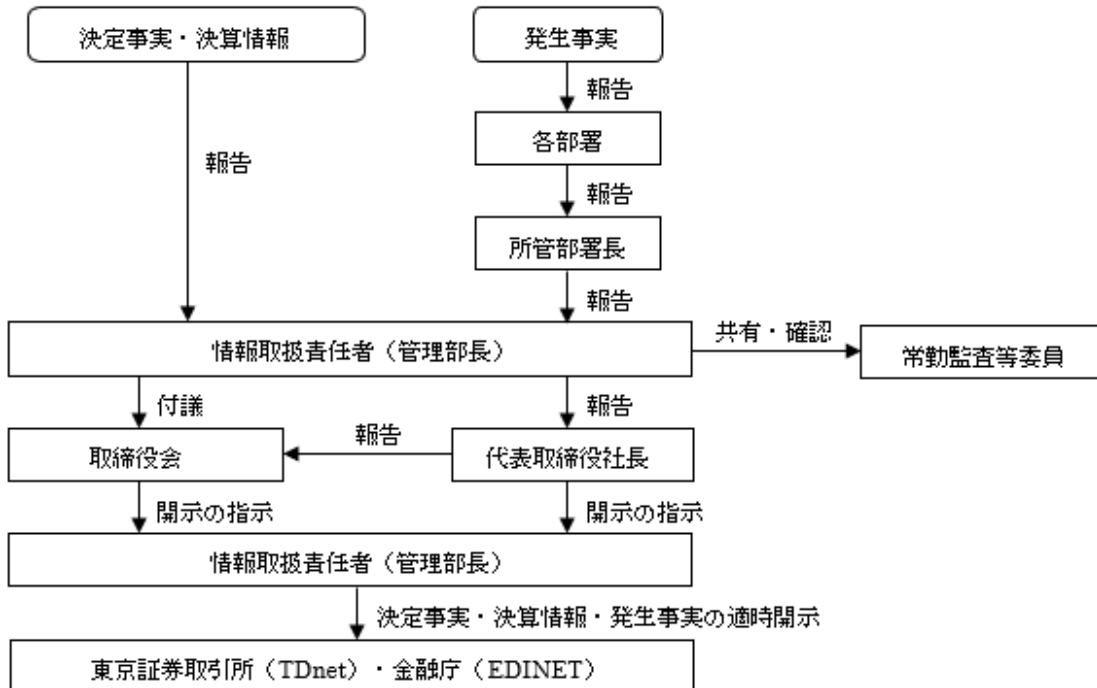 決定事実・決算情報
発生事実
報告
各部署
報告
報告
所管部署長
報告
情報取扱責任者（管理部長）
共有・確認
常勤監査等委員
付議
報告
取締役会
報告
代表取締役社長
開示の指示
開示の指示
情報取扱責任者（管理部長）
決定事実・決算情報・発生事実の適時開示
東京証券取引所（TDnet）・金融庁（EDINET）